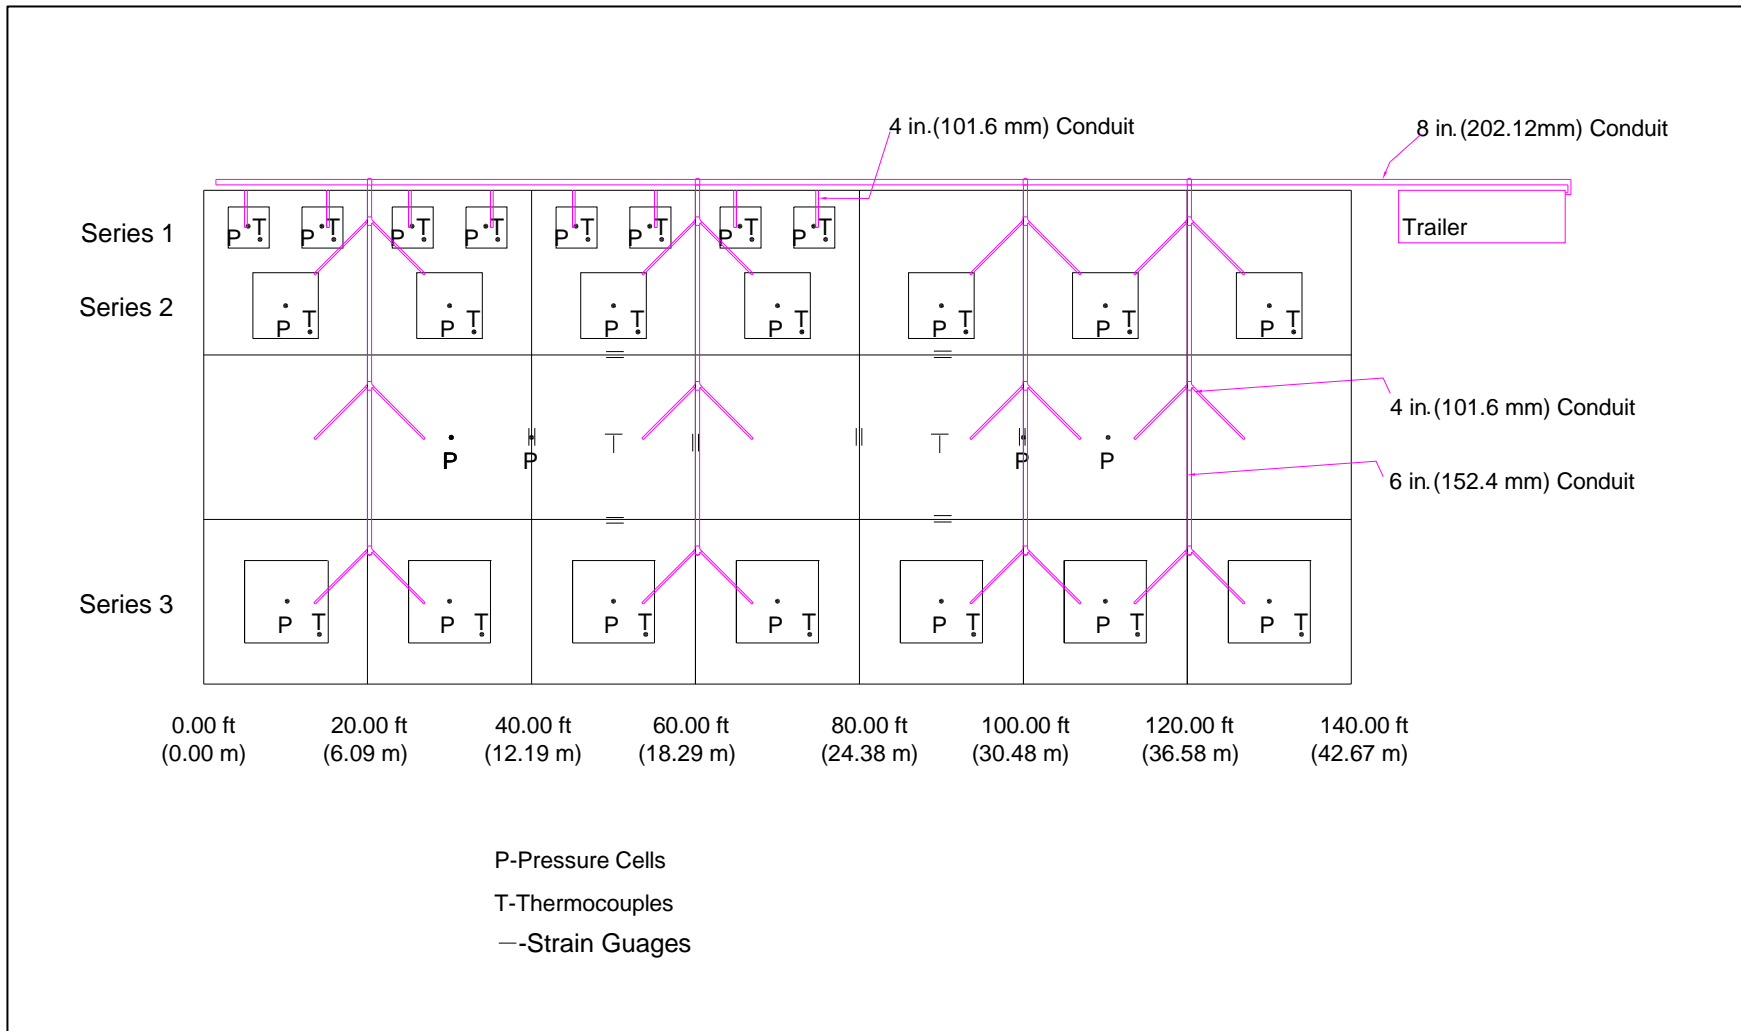 4 in.(101.6 mm) Conduit
8 in.(202.12mm) Conduit
Series 1
P T P T P T P T P T P T P T P T
Trailer
Series 2
P T P T P T P T P T P T P T
4 in.(101.6 mm) Conduit
T T
P P P P
6 in.(152.4 mm) Conduit
Series 3
P T P T P T P T P T P T P T
0.00 ft 20.00 ft 40.00 ft 60.00 ft 80.00 ft 100.00 ft 120.00 ft 140.00 ft
(0.00 m) (6.09 m) (12.19 m) (18.29 m) (24.38 m) (30.48 m) (36.58 m) (42.67 m)
P-Pressure Cells
T-Thermocouples
—-Strain Guages